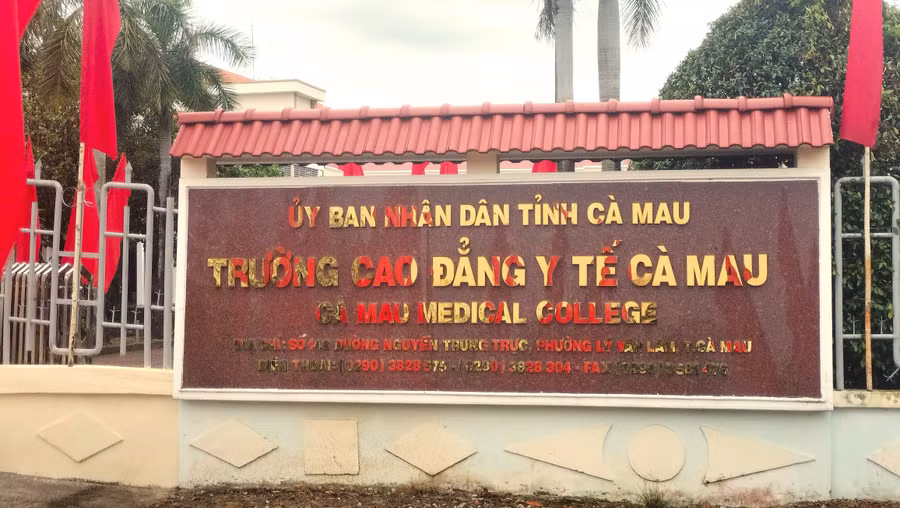 ỦY BAN NHÂN DÂN TỈNH CÀ MAU
TRƯỜNG CAO ĐẲNG Y TẾ CÀ MAU
CA MAU MEDICAL COLLEGE
ĐỊA CHỈ: SỐ ĐƯỜNG NGUYỄN TRUNG TRỰC, PHƯỜNG LÝ VĂN LÂM, T.CÀ MAU
ĐIỆN THOẠI: (0290) 3828 575 - (0290) 3828 304 - FAX